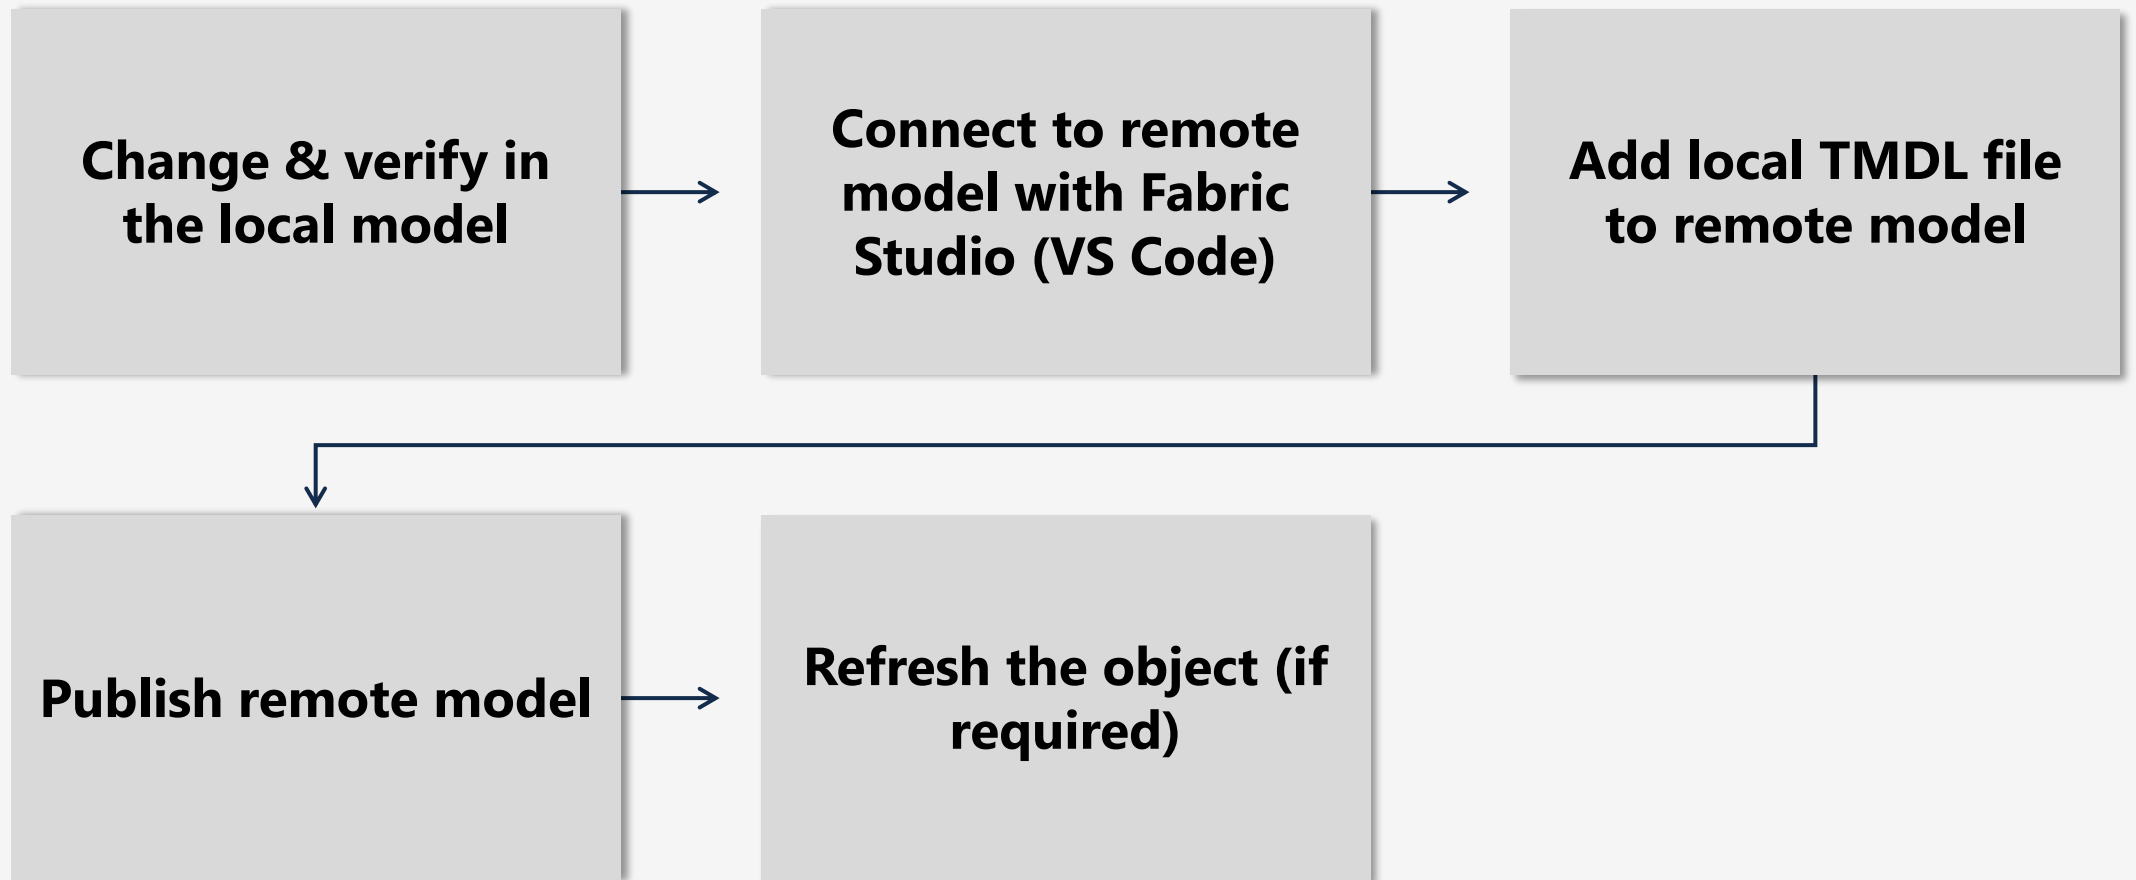 Change & verify in
the local model
Connect to remote
model with Fabric
Studio (VS Code)
Add local TMDL file
to remote model
Publish remote model
Refresh the object (if
required)